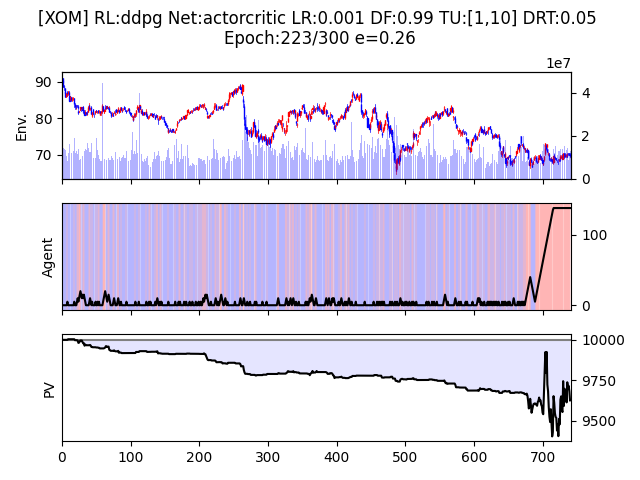 [XOM] RL:ddpg Net:actorcritic LR:0.001 DF:0.99 TU:[1,10] DRT:0.05
Epoch:223/300 e=0.26
1e7
90
80
70
Env.
4
2
0
Agent
100
0
PV
10000
9750
9500
0 100 200 300 400 500 600 700